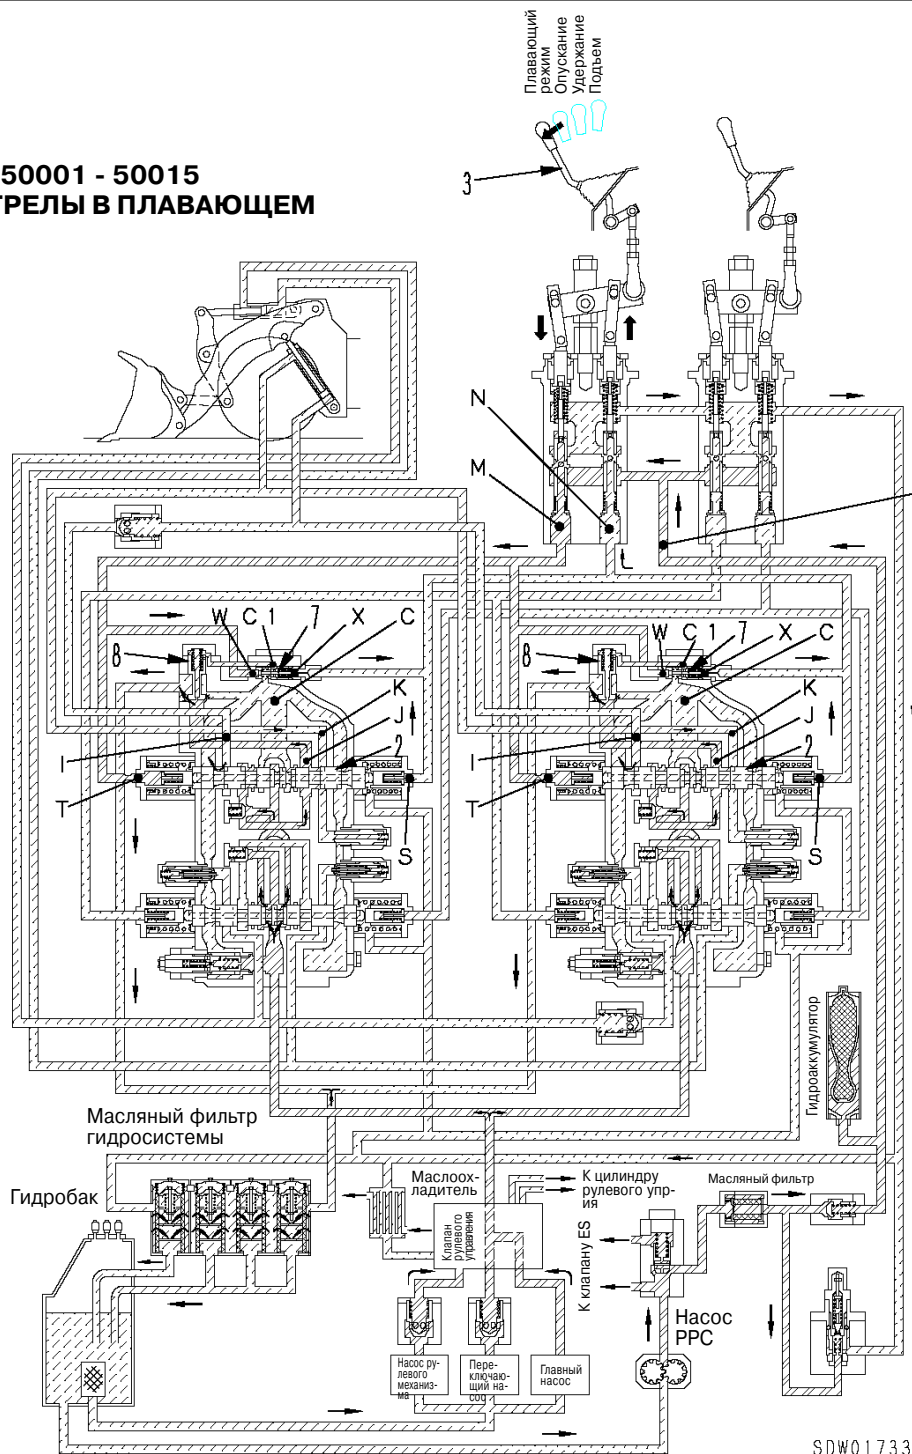 Плавающий
режим
Опускание
Удержание
Подъем
50001 - 50015
ТРЕЛЫ В ПЛАВАЮЩЕМ
3
N
M
L
W C 1 7 X C
8
K
J
I
2
T
S
W C 1 7 X C
8
K
J
I
2
T
S
Гидроаккумулятор
Масляный фильтр
гидросистемы
Гидробак
Маслоох-
ладитель
К цилиндру
рулевого упр-
ия
Масляный фильтр
Клапан
рулевого
управления
К клапану ES
Насос
PPC
Насос ру-
левого
механиз-
ма
Пере-
ключаю-
щий на-
сос
Главный
насос
SDW01733